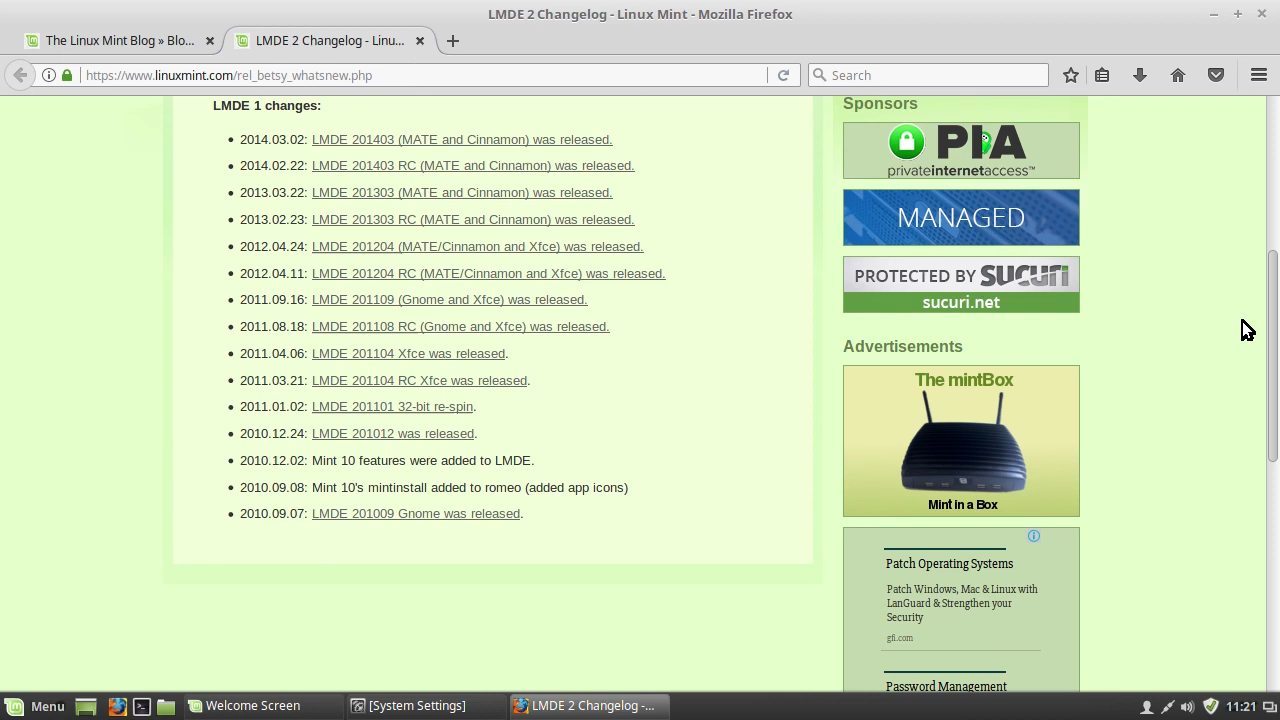 LMDE 2 Changelog - Linux Mint - Mozilla Firefox
The Linux Mint Blog » Blo...
LMDE 2 Changelog - Linu...
https://www.linuxmint.com/rel_betsy_whatsnew.php
Search
LMDE 1 changes:
2014.03.02: LMDE 201403 (MATE and Cinnamon) was released.
2014.02.22: LMDE 201403 RC (MATE and Cinnamon) was released.
2013.03.22: LMDE 201303 (MATE and Cinnamon) was released.
2013.02.23: LMDE 201303 RC (MATE and Cinnamon) was released.
2012.04.24: LMDE 201204 (MATE/Cinnamon and Xfce) was released.
2012.04.11: LMDE 201204 RC (MATE/Cinnamon and Xfce) was released.
2011.09.16: LMDE 201109 (Gnome and Xfce) was released.
2011.08.18: LMDE 201108 RC (Gnome and Xfce) was released.
2011.04.06: LMDE 201104 Xfce was released.
2011.03.21: LMDE 201104 RC Xfce was released.
2011.01.02: LMDE 201101 32-bit re-spin.
2010.12.24: LMDE 201012 was released.
2010.12.02: Mint 10 features were added to LMDE.
2010.09.08: Mint 10's mintinstall added to romeo (added app icons)
2010.09.07: LMDE 201009 Gnome was released.
Sponsors
PIA
privateinternetaccess™
MANAGED
PROTECTED BY SUCURI
sucuri.net
Advertisements
The mintBox
Mint in a Box
Patch Operating Systems
Patch Windows, Mac & Linux with
LanGuard & Strengthen your
Security
gfi.com
Password Management
Menu
Welcome Screen
[System Settings]
LMDE 2 Changelog -...
11:21